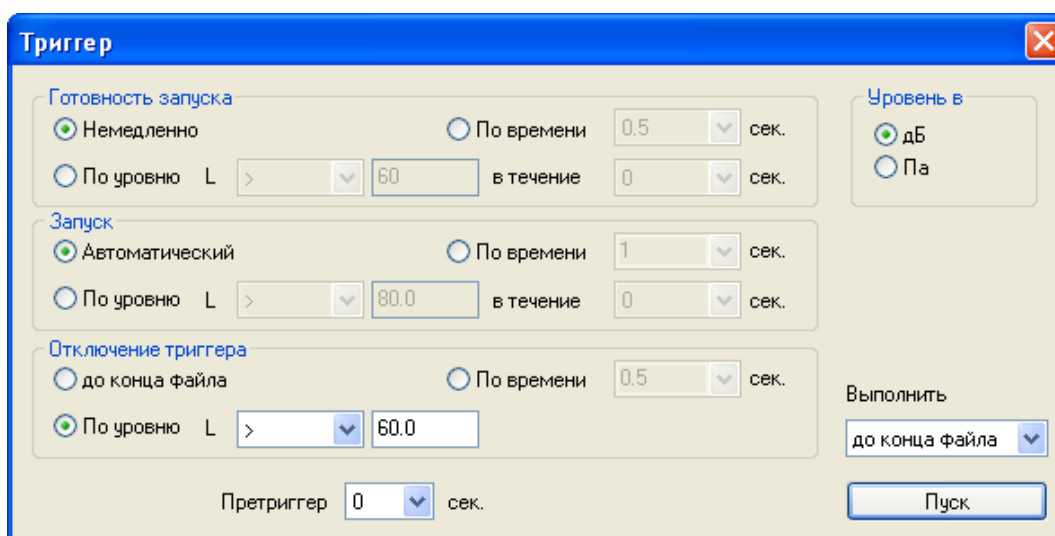 Триггер
Готовность запуска
Немедленно По времени 0.5 сек.
По уровню L > 60 в течение 0 сек.
Запуск
Автоматический По времени 1 сек.
По уровню L > 80.0 в течение 0 сек.
Отключение триггера
до конца файла По времени 0.5 сек.
По уровню L > 60.0
Претриггер 0 сек.
Уровень в
дБ
Па
Выполнить
до конца файла
Пуск